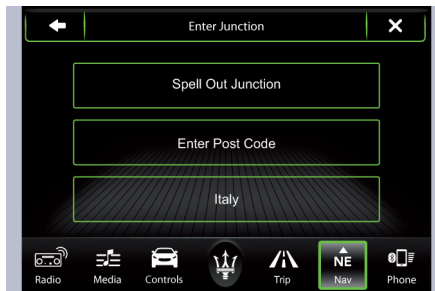 Enter Junction
Spell Out Junction
Enter Post Code
Italy
NE
Radio
Media
Controls
Trip
Nav
Phone